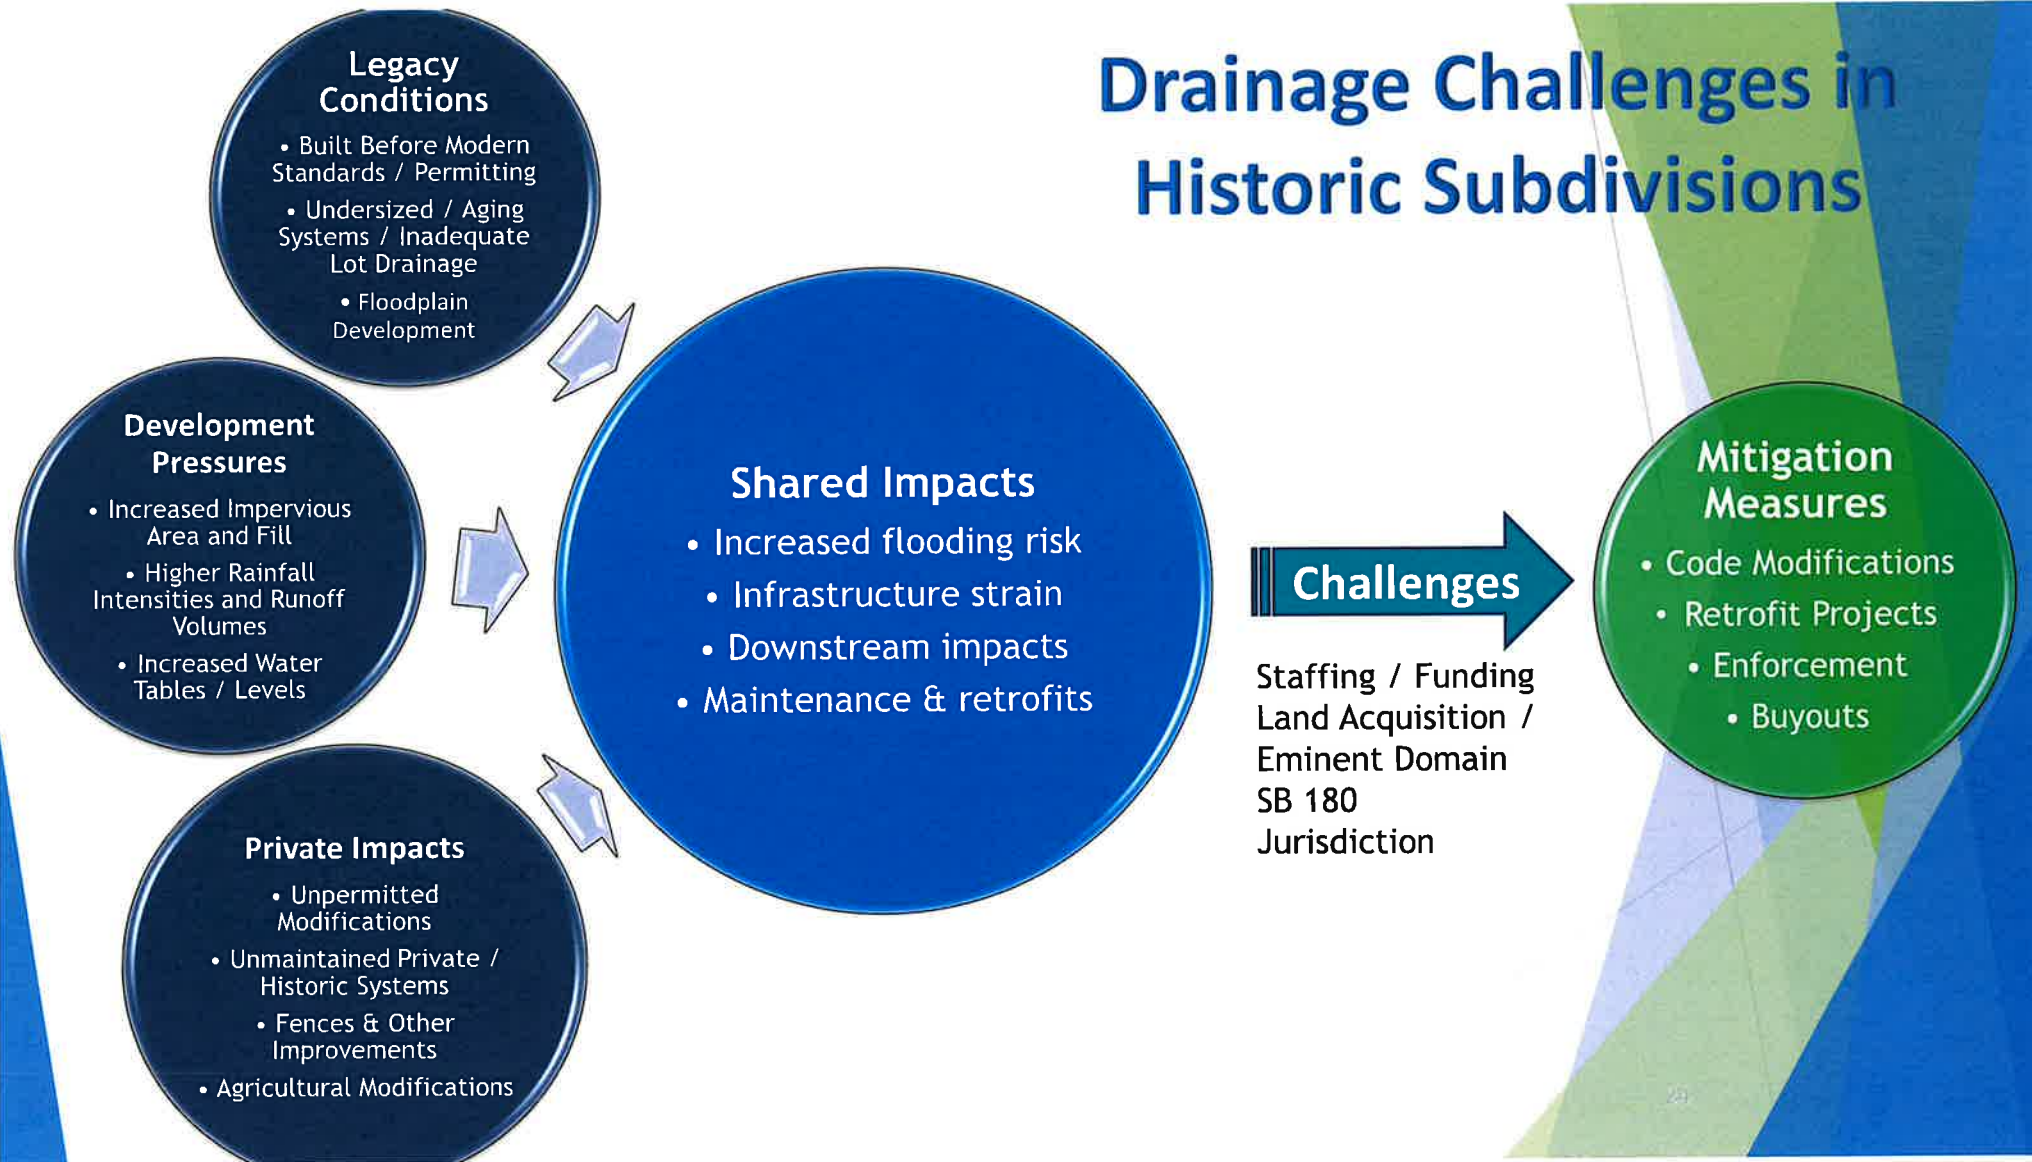 Drainage Challenges in
Historic Subdivisions
Legacy
Conditions
• Built Before Modern
Standards / Permitting
• Undersized / Aging
Systems / Inadequate
Lot Drainage
• Floodplain
Development
Development
Pressures
• Increased Impervious
Area and Fill
• Higher Rainfall
Intensities and Runoff
Volumes
• Increased Water
Tables / Levels
Private Impacts
• Unpermitted
Modifications
• Unmaintained Private /
Historic Systems
• Fences & Other
Improvements
• Agricultural Modifications
Shared Impacts
• Increased flooding risk
• Infrastructure strain
• Downstream impacts
• Maintenance & retrofits
Challenges
Staffing / Funding
Land Acquisition /
Eminent Domain
SB 180
Jurisdiction
Mitigation
Measures
• Code Modifications
• Retrofit Projects
• Enforcement
• Buyouts